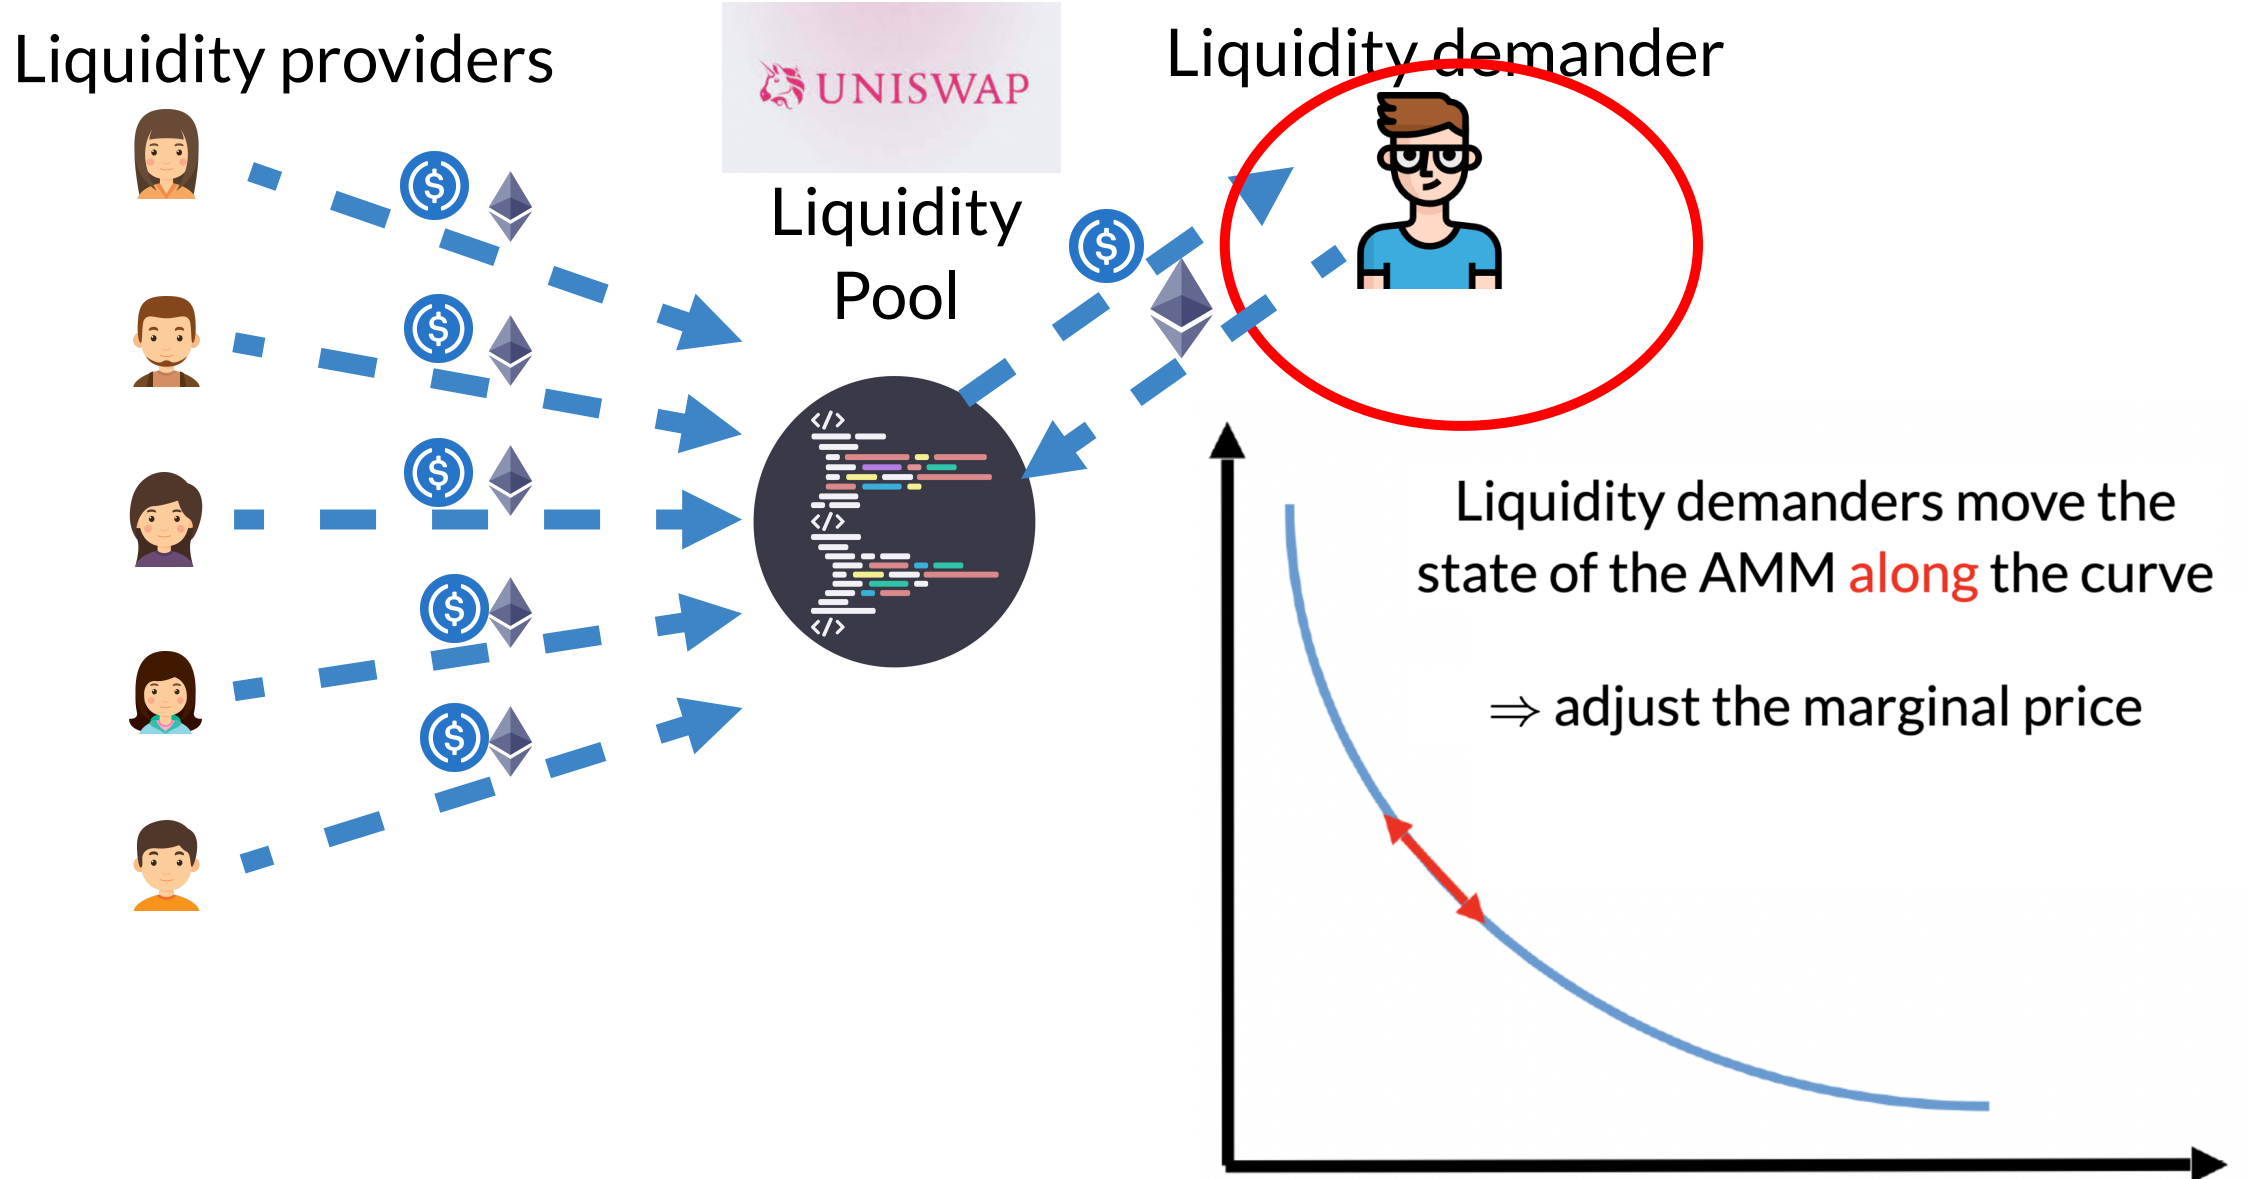 Liquidity providers
UNISWAP
Liquidity demander
Liquidity
Pool
</>
</>
</>
Liquidity demanders move the
state of the AMM along the curve
⇒ adjust the marginal price